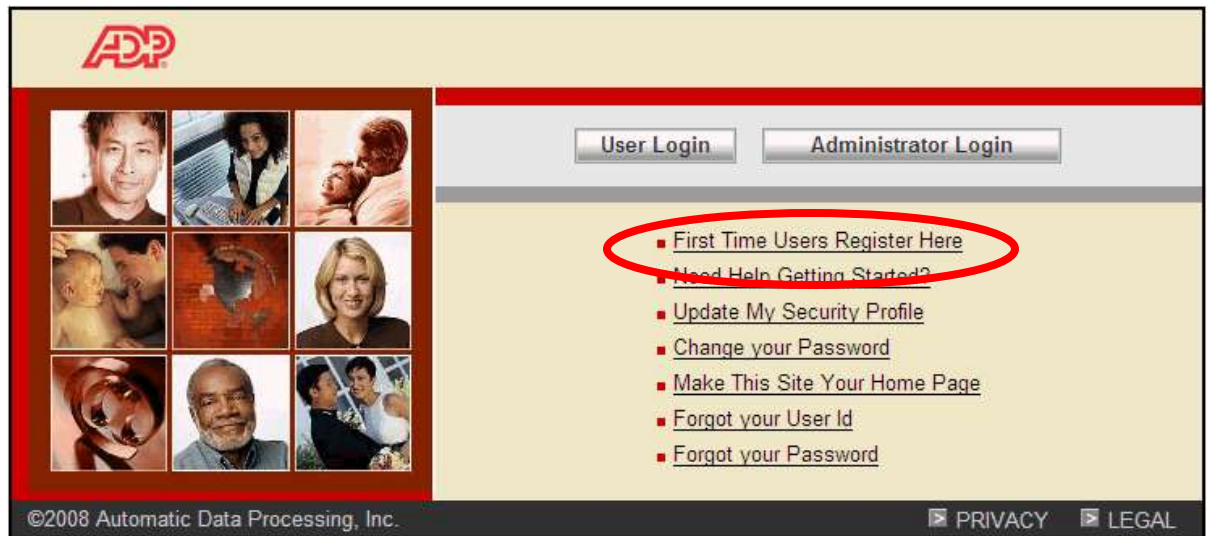 ADP
User Login
Administrator Login
First Time Users Register Here
Need Help Getting Started?
Update My Security Profile
Change your Password
Make This Site Your Home Page
Forgot your User Id
Forgot your Password
©2008 Automatic Data Processing, Inc.
PRIVACY
LEGAL